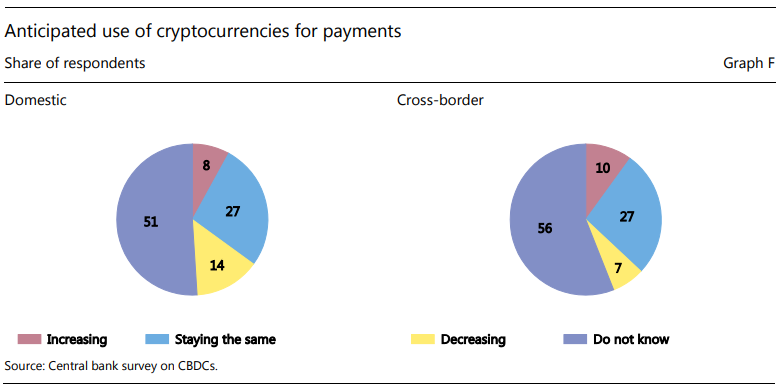 Anticipated use of cryptocurrencies for payments
Share of respondents Graph F
Domestic Cross-border
8
27
14
51
10
27
7
56
Increasing Staying the same Decreasing Do not know
Source: Central bank survey on CBDCs.